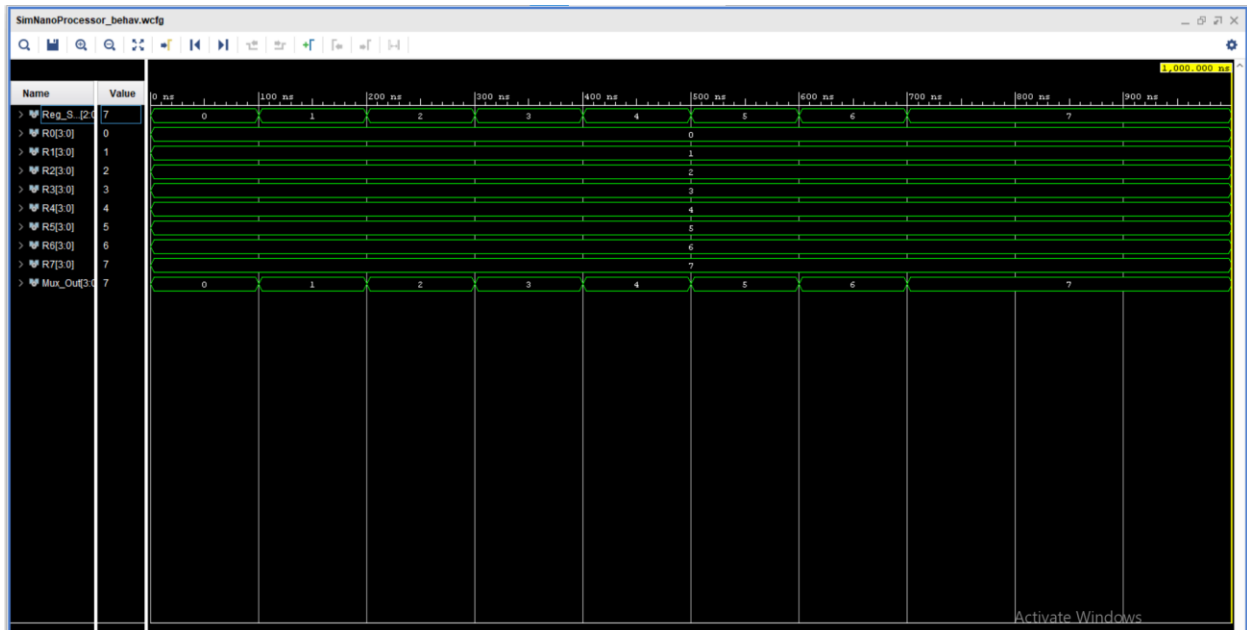 SimNanoProcessor_behav.wcfg
1,000.000 ns
Name Value
0 ns 100 ns 200 ns 300 ns 400 ns 500 ns 600 ns 700 ns 800 ns 900 ns
Reg_S...[2:0 7 0 1 2 3 4 5 6 7
R0[3:0] 0 0
R1[3:0] 1 1
R2[3:0] 2 2
R3[3:0] 3 3
R4[3:0] 4 4
R5[3:0] 5 5
R6[3:0] 6 6
R7[3:0] 7 7
Mux_Out[3:0 7 0 1 2 3 4 5 6 7
Activate Windows